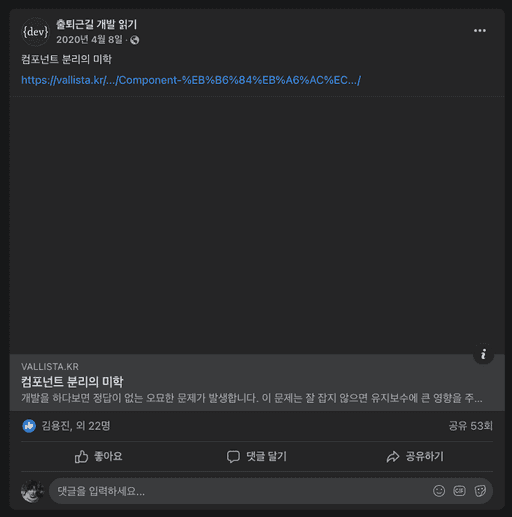 {dev}
출퇴근길 개발 읽기
2020년 4월 8일 ·
컴포넌트 분리의 미학
https://vallista.kr/.../Component-%EB%B6%84%EB%A6%AC%EC.../
i
VALLISTA.KR
컴포넌트 분리의 미학
개발을 하다보면 정답이 없는 오묘한 문제가 발생합니다. 이 문제는 잘 잡지 않으면 유지보수에 큰 영향을 주...
김용진, 외 22명
공유 53회
좋아요
댓글 달기
공유하기
댓글을 입력하세요...
GIF